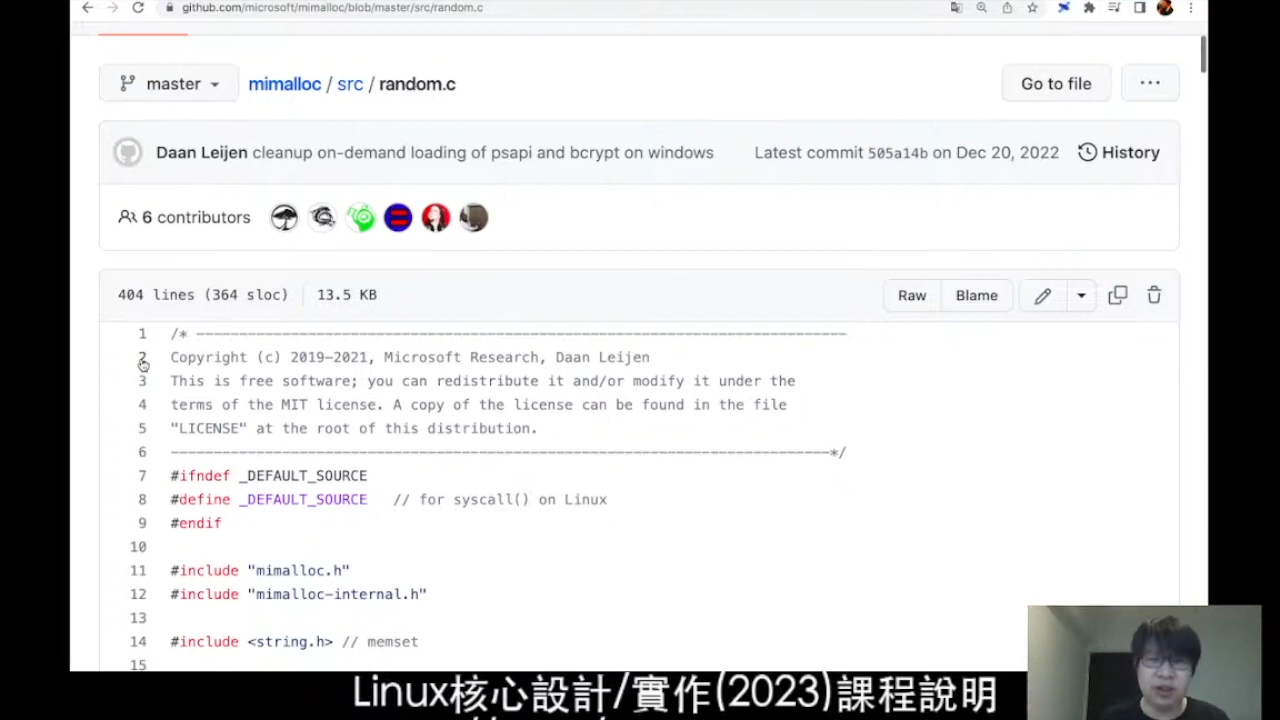 github.com/microsoft/mimalloc/blob/master/src/random.c
master
mimalloc / src / random.c
Go to file
Daan Leijen cleanup on-demand loading of psapi and bcrypt on windows
Latest commit 505a14b on Dec 20, 2022
History
6 contributors
404 lines (364 sloc)
13.5 KB
Raw
Blame
1 /* ----------------------------------------------------------------------------
2 Copyright (c) 2019-2021, Microsoft Research, Daan Leijen
3 This is free software; you can redistribute it and/or modify it under the
4 terms of the MIT license. A copy of the license can be found in the file
5 "LICENSE" at the root of this distribution.
6 -----------------------------------------------------------------------------*/
7 #ifndef _DEFAULT_SOURCE
8 #define _DEFAULT_SOURCE // for syscall() on Linux
9 #endif
10
11 #include "mimalloc.h"
12 #include "mimalloc-internal.h"
13
14 #include <string.h> // memset
15
Linux核心設計/實作(2023)課程說明